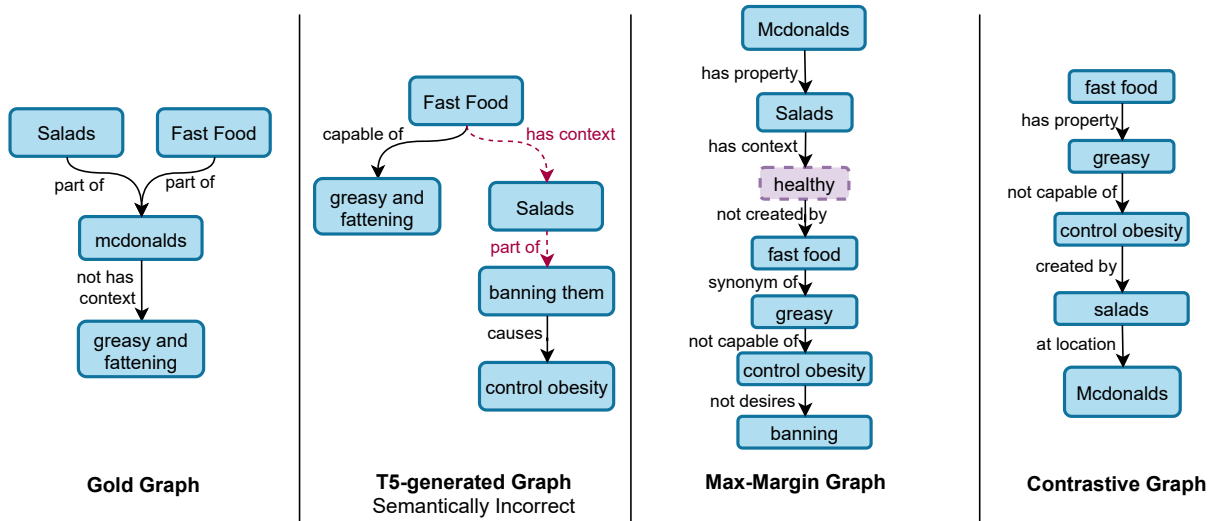 Salads
Fast Food
part of
part of
mcdonalds
not has
context
greasy and
fattening
Gold Graph
Fast Food
capable of
has context
greasy and
fattening
Salads
part of
banning them
causes
control obesity
T5-generated Graph
Semantically Incorrect
Mcdonalds
has property
Salads
has context
healthy
not created by
fast food
synonym of
greasy
not capable of
control obesity
not desires
banning
Max-Margin Graph
fast food
has property
greasy
not capable of
control obesity
created by
salads
at location
Mcdonalds
Contrastive Graph